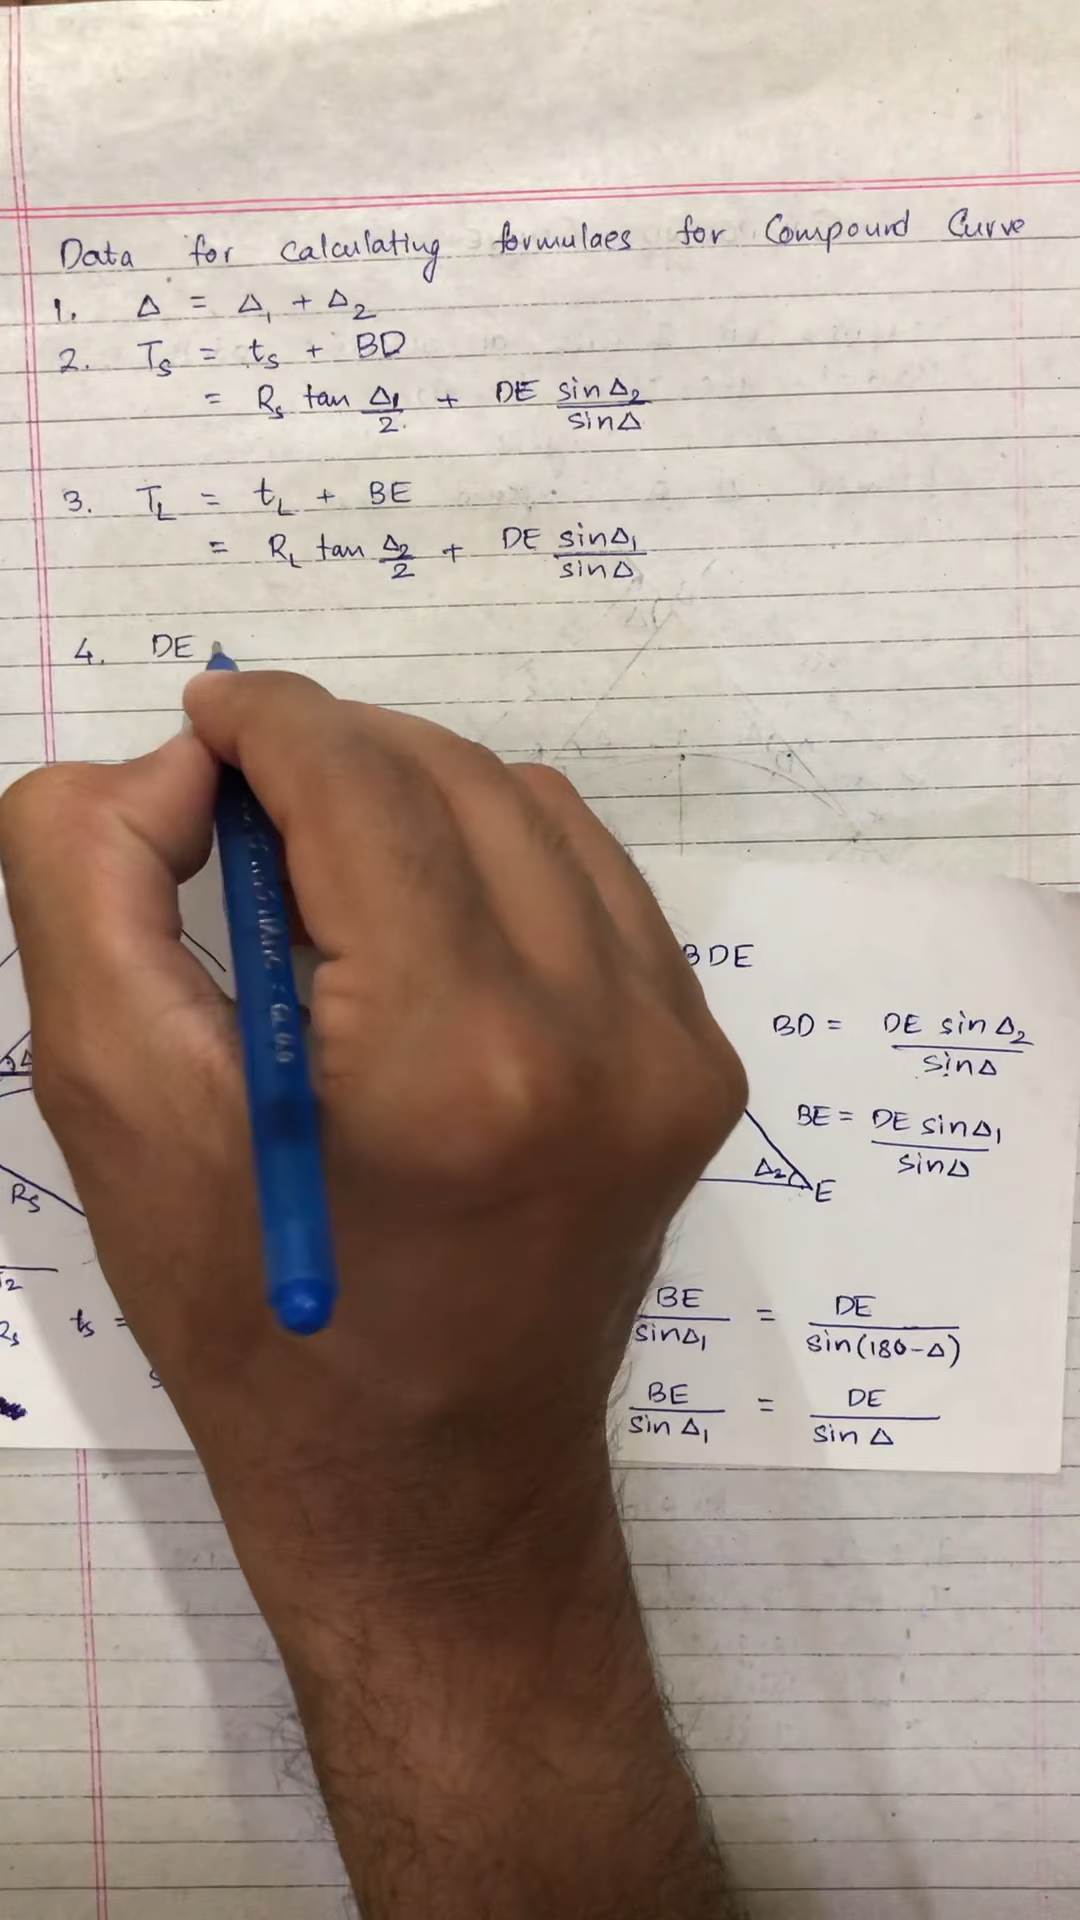 Data for calculating formulaes for Compound Curve
1. Δ = Δ₁ + Δ₂
2. Ts = ts + BD
= Rs tan Δ₁/2 + DE sinΔ₂/sinΔ
3. TL = tL + BE
= RL tan Δ₂/2 + DE sinΔ₁/sinΔ
4. DE
BDE
BD = DE sin Δ₂/sinΔ
BE = DE sinΔ₁/sinΔ
Δ₂ E
Rs
ts =
BE/sinΔ₁ = DE/sin(180-Δ)
BE/sin Δ₁ = DE/sin Δ